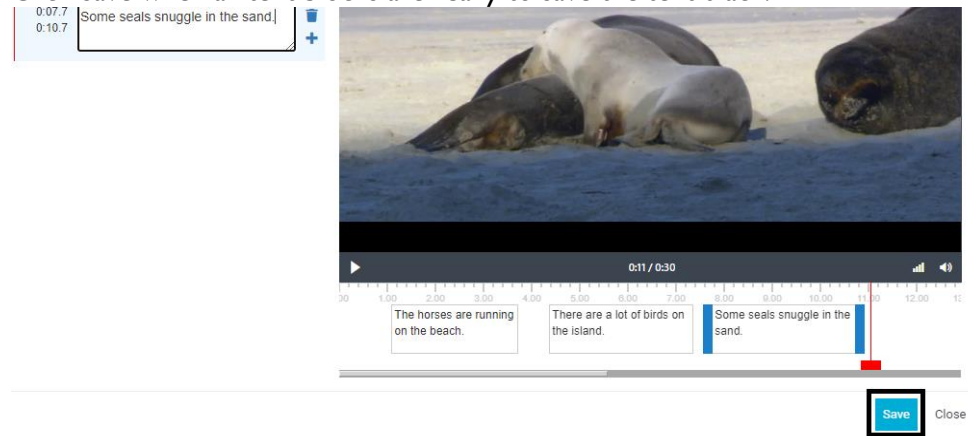 0:07.7
0:10.7
Some seals snuggle in the sand.
0:11 / 0:30
00 1.00 2.00 3.00 4.00 5.00 6.00 7.00 8.00 9.00 10.00 11.00 12.00
The horses are running
on the beach.
There are a lot of birds on
the island.
Some seals snuggle in the
sand.
Save Close